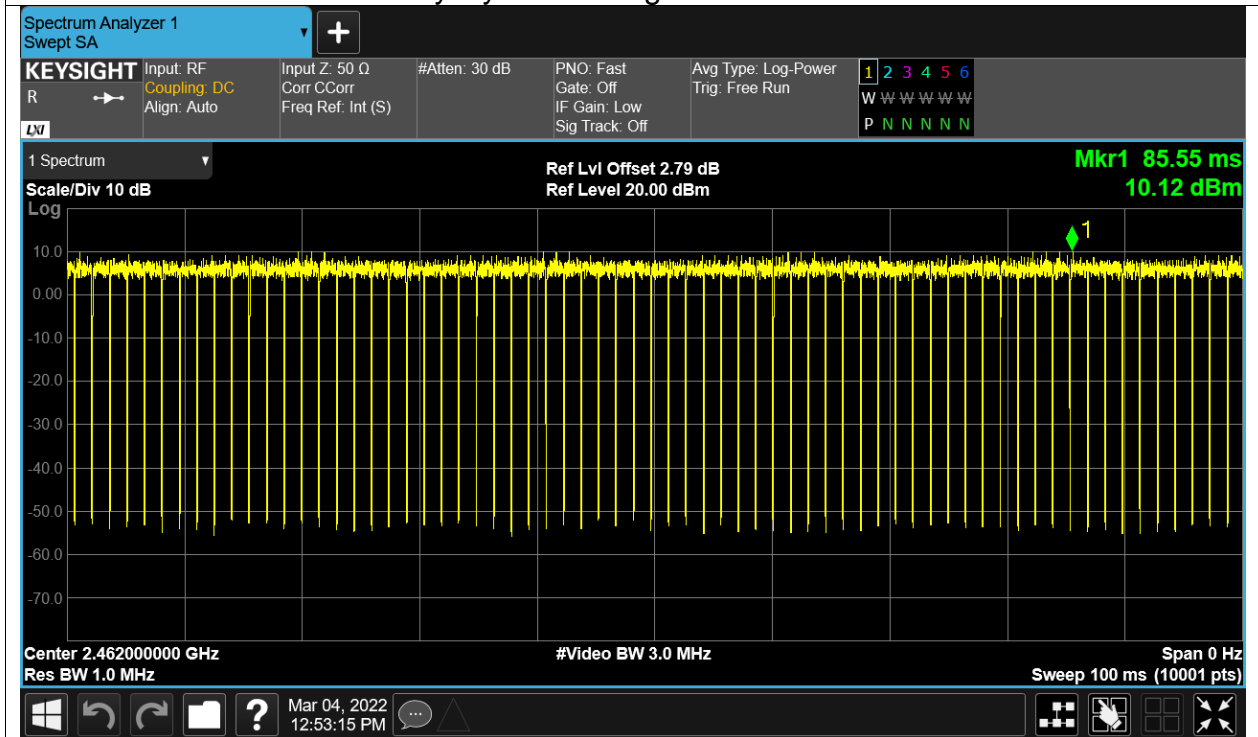 Spectrum Analyzer 1
Swept SA
+
KEYSIGHT
R
LXI
Input: RF
Coupling: DC
Align: Auto
Input Z: 50 Ω
Corr CCorr
Freq Ref: Int (S)
#Atten: 30 dB
PNO: Fast
Gate: Off
IF Gain: Low
Sig Track: Off
Avg Type: Log-Power
Trig: Free Run
1 2 3 4 5 6
W W W W W W
P N N N N N
1 Spectrum
Scale/Div 10 dB
Log
Ref Lvl Offset 2.79 dB
Ref Level 20.00 dBm
Mkr1 85.55 ms
10.12 dBm
1
10.0
0.00
-10.0
-20.0
-30.0
-40.0
-50.0
-60.0
-70.0
Center 2.462000000 GHz
Res BW 1.0 MHz
#Video BW 3.0 MHz
Span 0 Hz
Sweep 100 ms (10001 pts)
?
Mar 04, 2022
12:53:15 PM